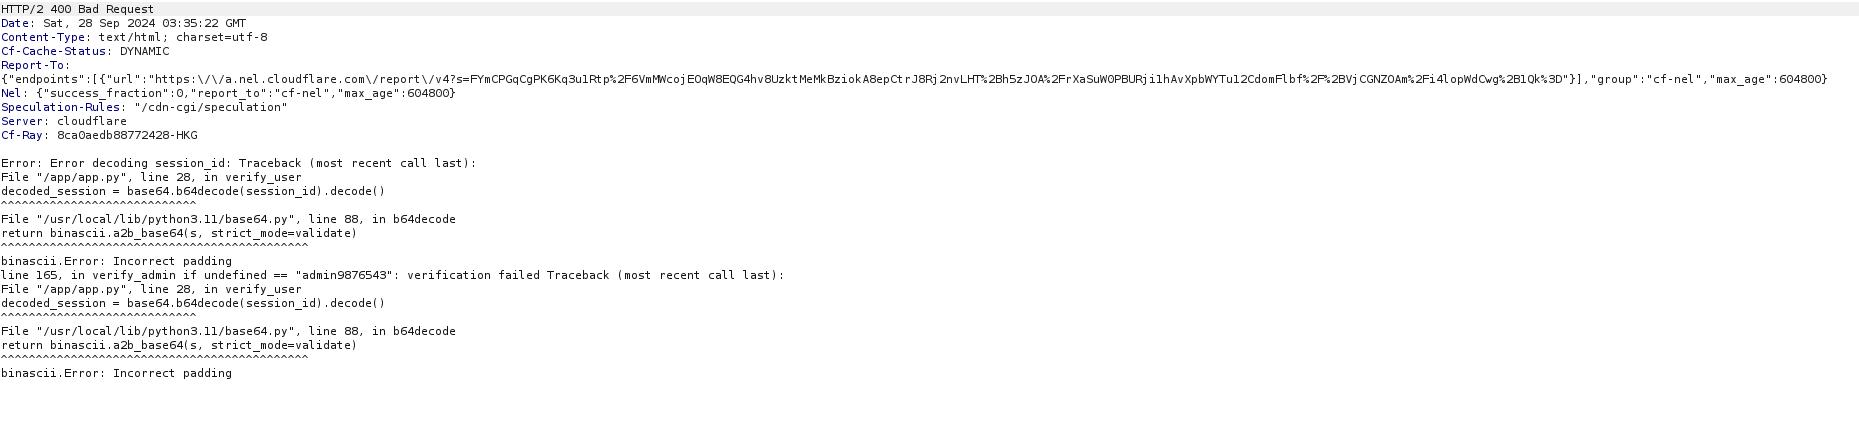 HTTP/2 400 Bad Request
Date: Sat, 28 Sep 2024 03:35:22 GMT
Content-Type: text/html; charset=utf-8
Cf-Cache-Status: DYNAMIC
Report-To:
{"endpoints":[{"url":"https:\/\/a.nel.cloudflare.com\/report\/v4?s=FYmCPGqCgPK6Kq3u1Rtp%2F6VmMWcojEOqW8EQG4hv8UzktMeMkBziokA8epCtrJ8Rj2nvLHT%2Bh5zJOA%2FrXaSuW0PBURji1hAvXpbWYTu12CdomFlbf%2F%2BVjCGNZOAm%2Fi4lopWdCwg%2B1Qk%3D"}],"group":"cf-nel","max_age":604800}
Nel: {"success_fraction":0,"report_to":"cf-nel","max_age":604800}
Speculation-Rules: "/cdn-cgi/speculation"
Server: cloudflare
Cf-Ray: 8ca0aedb88772428-HKG
Error: Error decoding session_id: Traceback (most recent call last):
File "/app/app.py", line 28, in verify_user
decoded_session = base64.b64decode(session_id).decode()
^^^^^^^^^^^^^^^^^^^^^^^^^^^^
File "/usr/local/lib/python3.11/base64.py", line 88, in b64decode
return binascii.a2b_base64(s, strict_mode=validate)
^^^^^^^^^^^^^^^^^^^^^^^^^^^^^^^^^^^^^^^^^^^^
binascii.Error: Incorrect padding
line 165, in verify_admin if undefined == "admin9876543": verification failed Traceback (most recent call last):
File "/app/app.py", line 28, in verify_user
decoded_session = base64.b64decode(session_id).decode()
^^^^^^^^^^^^^^^^^^^^^^^^^^^^
File "/usr/local/lib/python3.11/base64.py", line 88, in b64decode
return binascii.a2b_base64(s, strict_mode=validate)
^^^^^^^^^^^^^^^^^^^^^^^^^^^^^^^^^^^^^^^^^^^^
binascii.Error: Incorrect padding